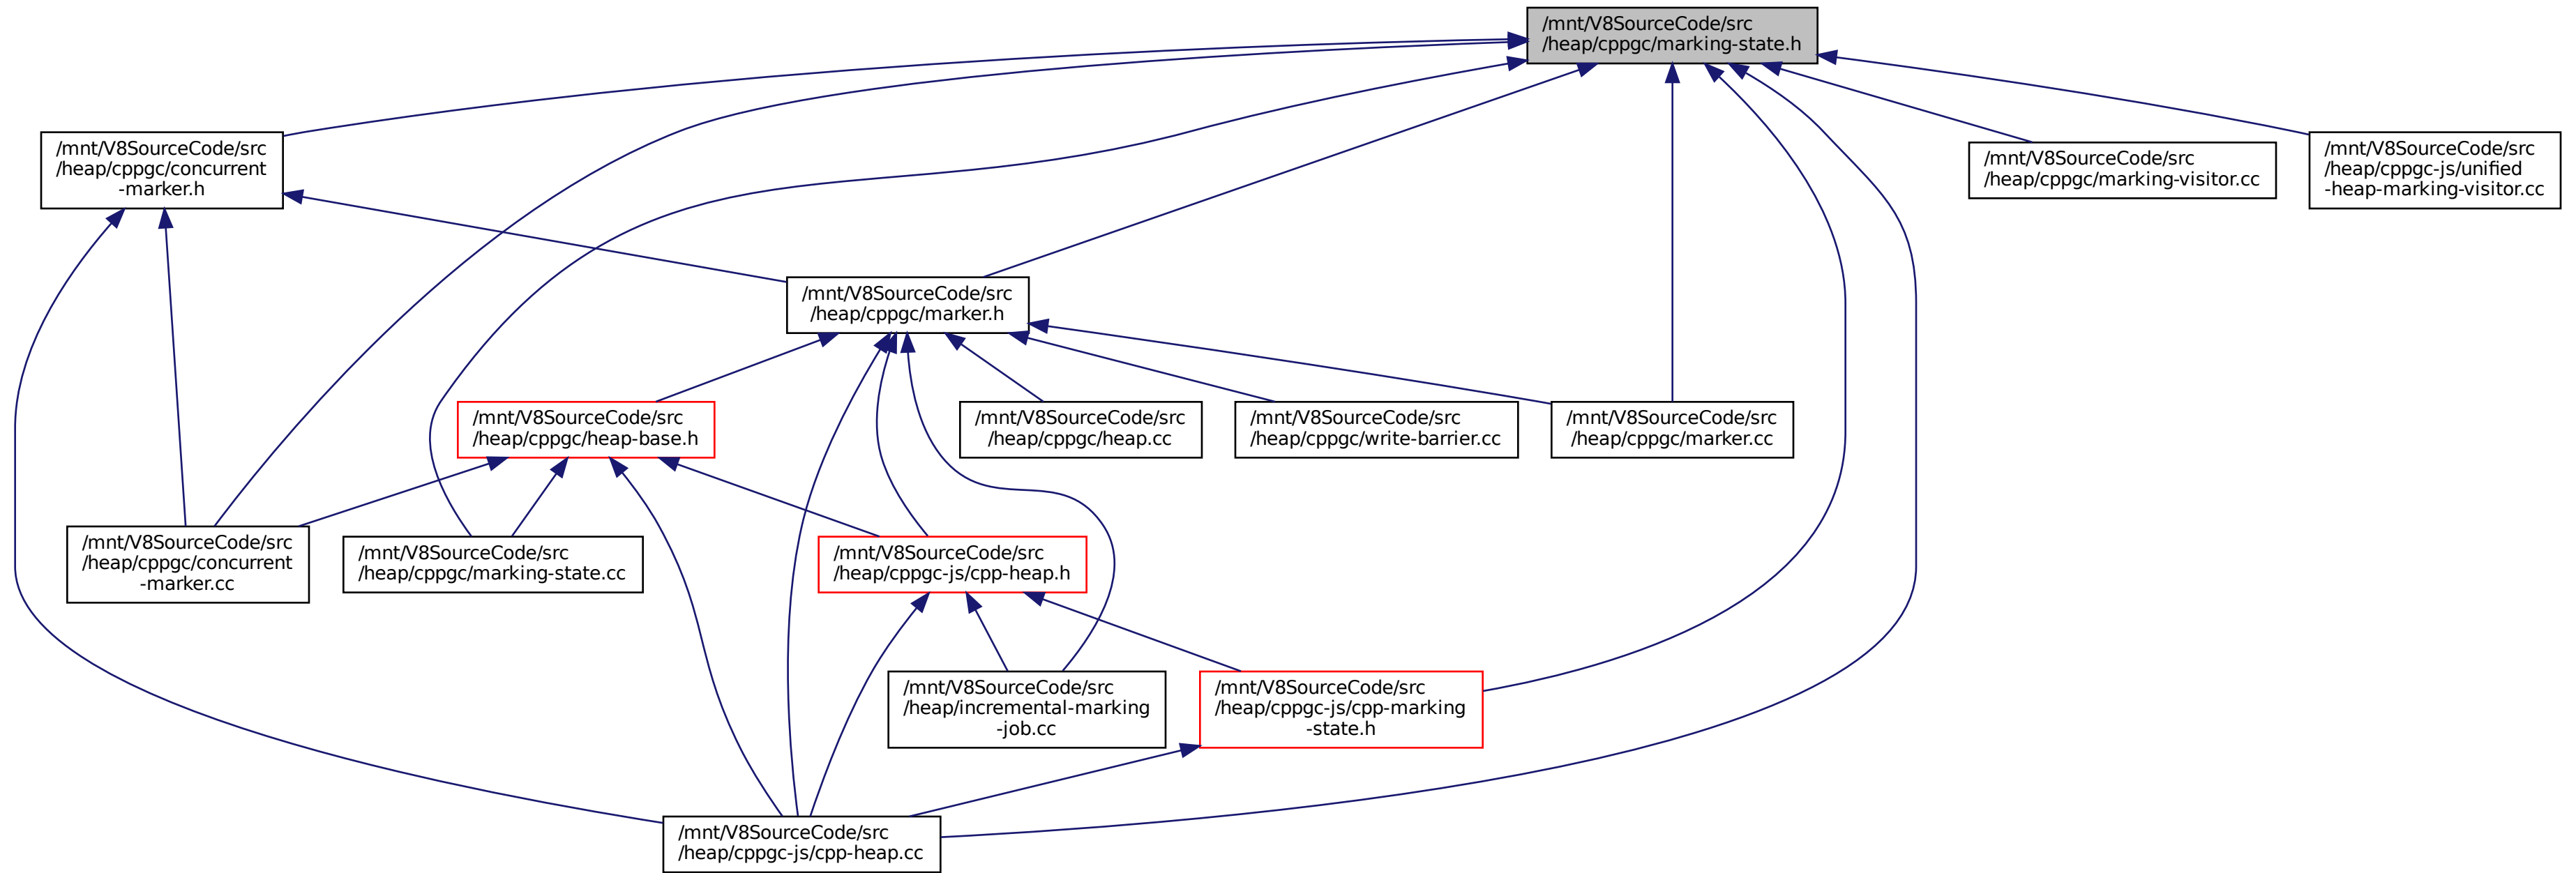 /mnt/V8SourceCode/src
/heap/cppgc/marking-state.h
/mnt/V8SourceCode/src
/heap/cppgc/concurrent
-marker.h
/mnt/V8SourceCode/src
/heap/cppgc/marking-visitor.cc
/mnt/V8SourceCode/src
/heap/cppgc-js/unified
-heap-marking-visitor.cc
/mnt/V8SourceCode/src
/heap/cppgc/marker.h
/mnt/V8SourceCode/src
/heap/cppgc/heap-base.h
/mnt/V8SourceCode/src
/heap/cppgc/heap.cc
/mnt/V8SourceCode/src
/heap/cppgc/write-barrier.cc
/mnt/V8SourceCode/src
/heap/cppgc/marker.cc
/mnt/V8SourceCode/src
/heap/cppgc/concurrent
-marker.cc
/mnt/V8SourceCode/src
/heap/cppgc/marking-state.cc
/mnt/V8SourceCode/src
/heap/cppgc-js/cpp-heap.h
/mnt/V8SourceCode/src
/heap/incremental-marking
-job.cc
/mnt/V8SourceCode/src
/heap/cppgc-js/cpp-marking
-state.h
/mnt/V8SourceCode/src
/heap/cppgc-js/cpp-heap.cc